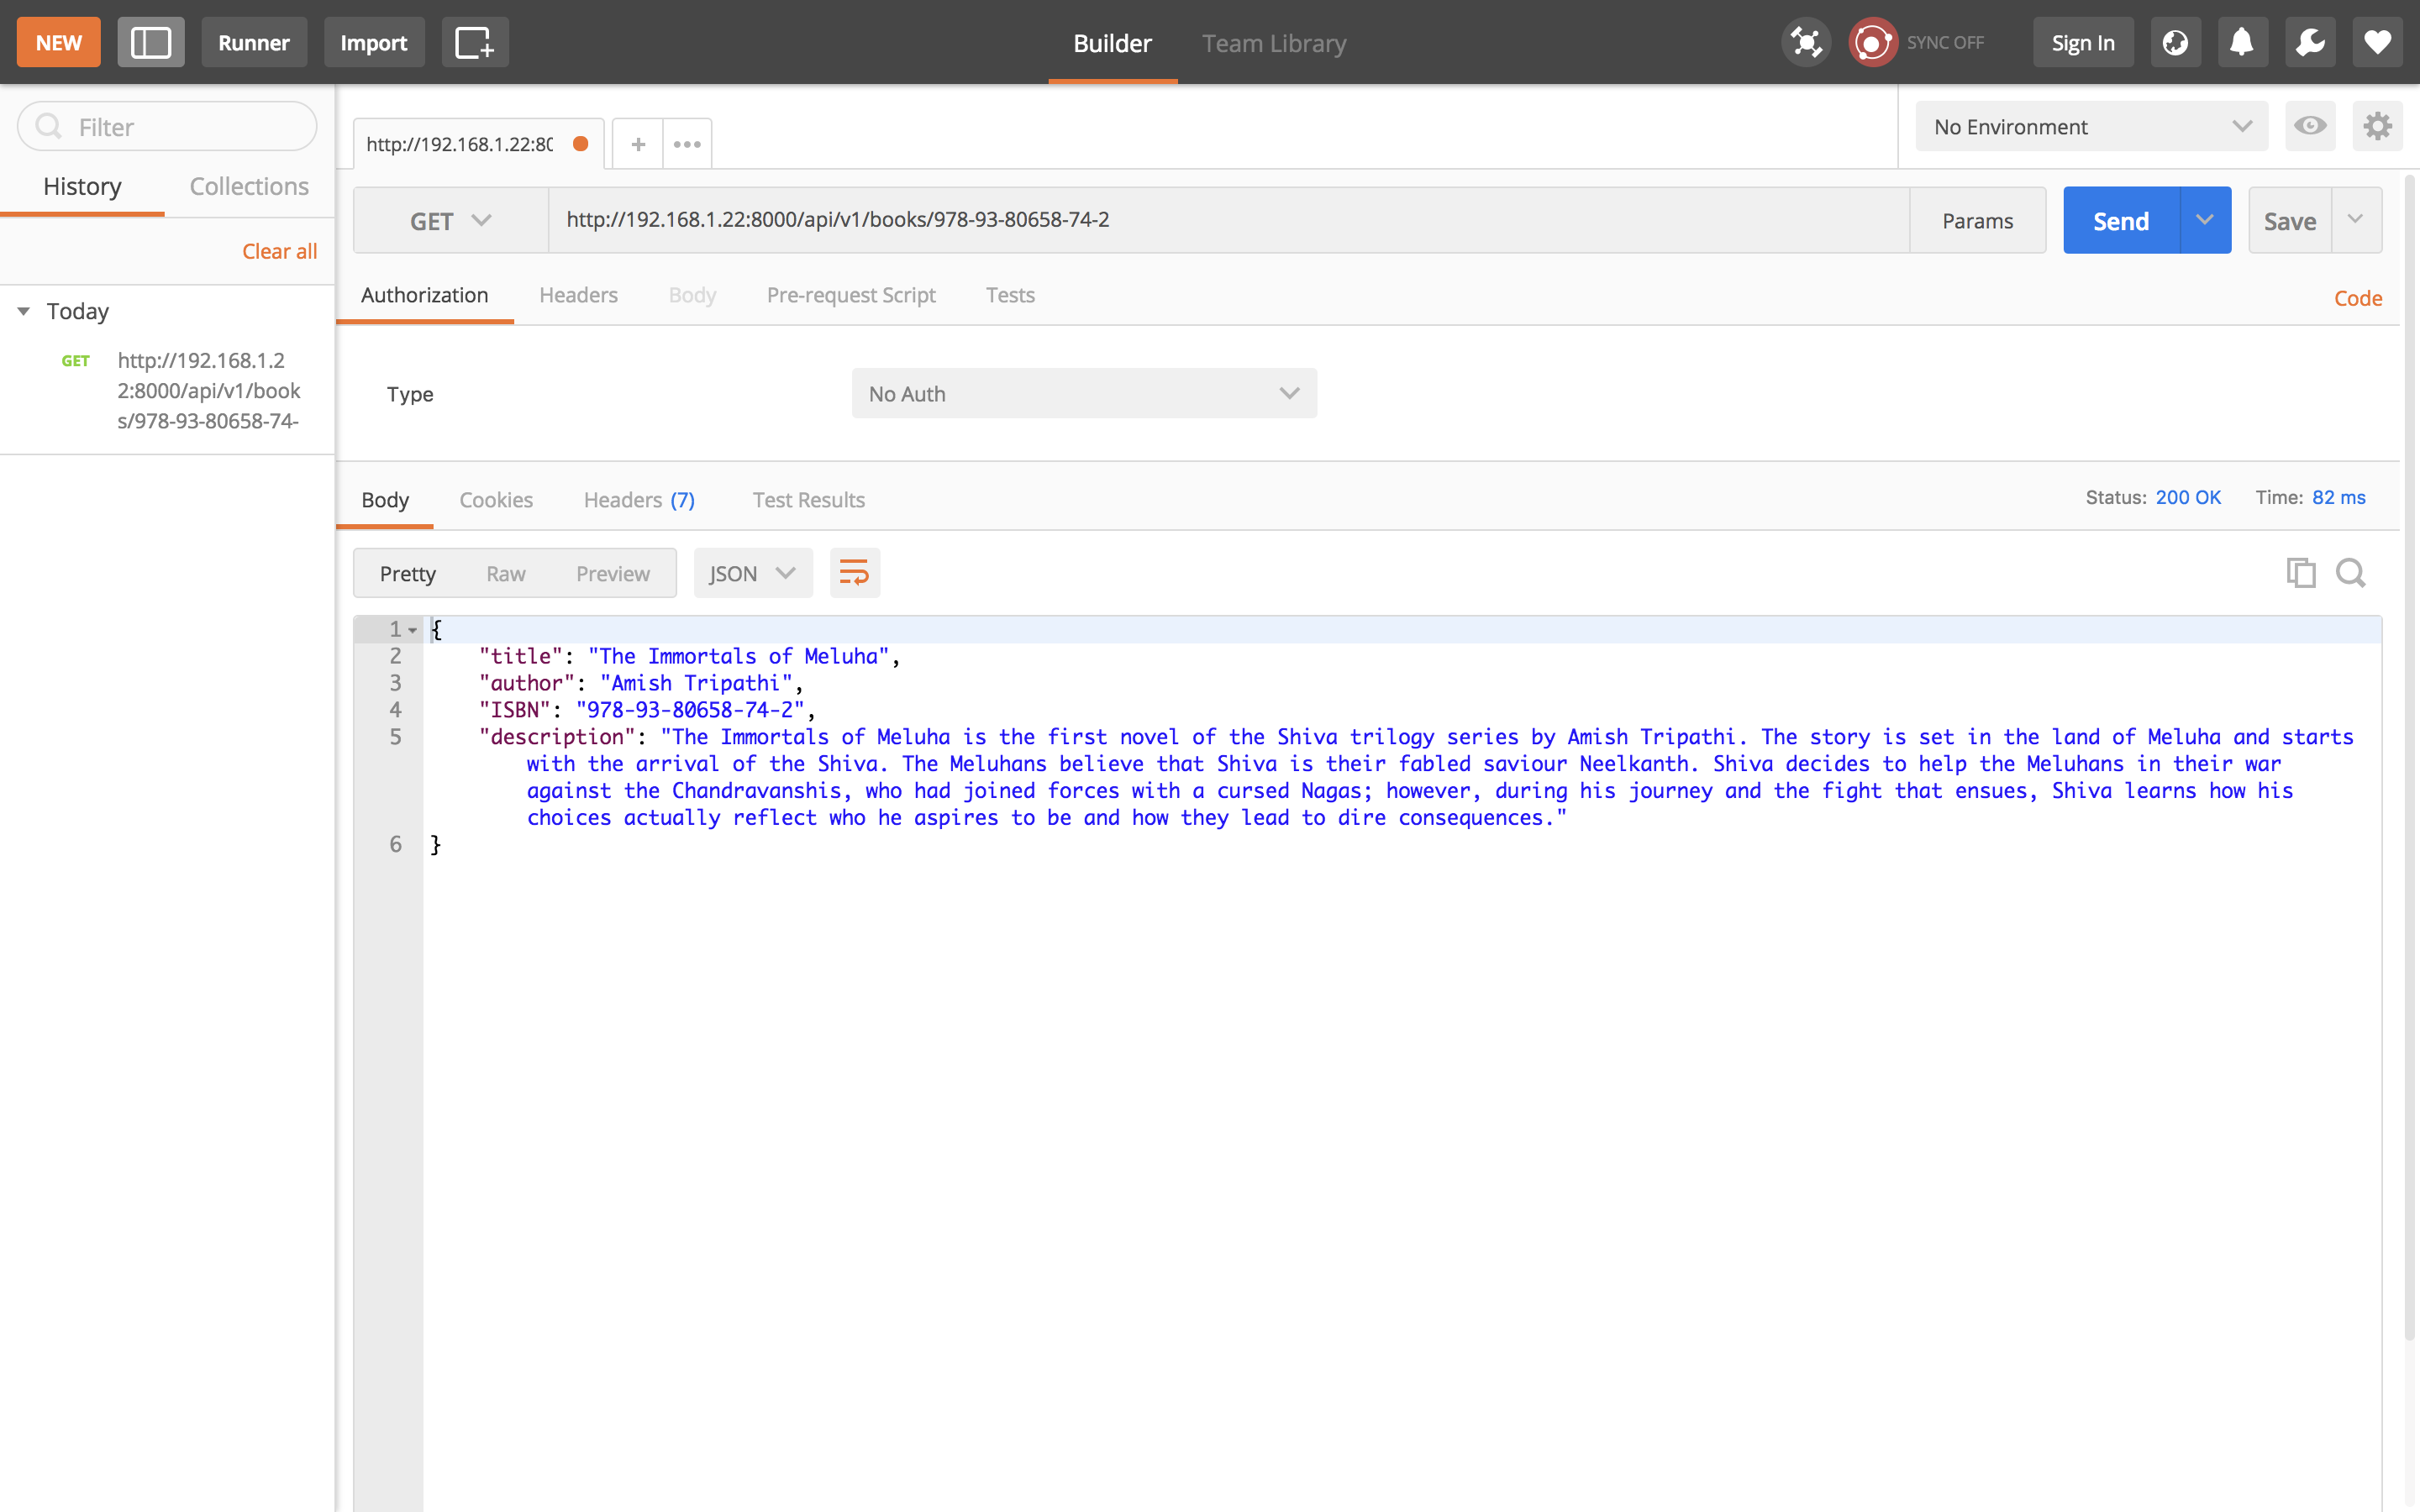 NEW Runner Import Builder Team Library SYNC OFF Sign In
Filter
History Collections
Clear all
Today
GET http://192.168.1.2
2:8000/api/v1/book
s/978-93-80658-74-
http://192.168.1.22:80 + •••
No Environment
GET http://192.168.1.22:8000/api/v1/books/978-93-80658-74-2 Params Send Save
Authorization Headers Body Pre-request Script Tests Code
Type No Auth
Body Cookies Headers (7) Test Results Status: 200 OK Time: 82 ms
Pretty Raw Preview JSON
1 {
2 "title": "The Immortals of Meluha",
3 "author": "Amish Tripathi",
4 "ISBN": "978-93-80658-74-2",
5 "description": "The Immortals of Meluha is the first novel of the Shiva trilogy series by Amish Tripathi. The story is set in the land of Meluha and starts
with the arrival of the Shiva. The Meluhans believe that Shiva is their fabled saviour Neelkanth. Shiva decides to help the Meluhans in their war
against the Chandravanshis, who had joined forces with a cursed Nagas; however, during his journey and the fight that ensues, Shiva learns how his
choices actually reflect who he aspires to be and how they lead to dire consequences."
6 }